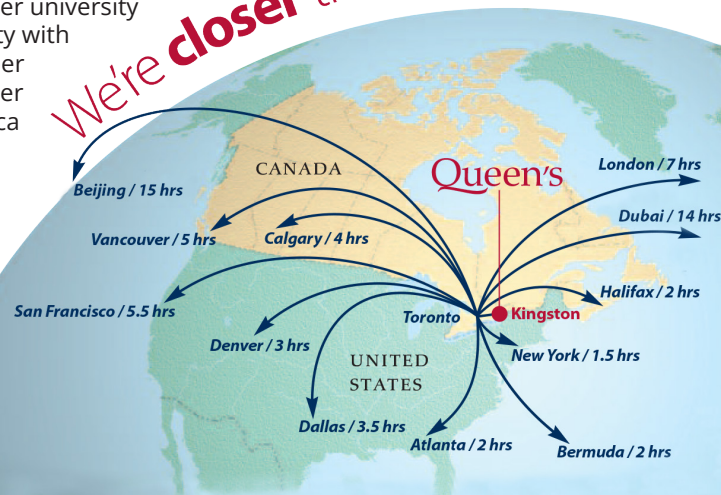 er university
ty with
er
er
ca
We're closer
CANADA
Queen's
London / 7 hrs
Beijing / 15 hrs
Dubai / 14 hrs
Vancouver / 5 hrs
Calgary / 4 hrs
Halifax / 2 hrs
San Francisco / 5.5 hrs
Toronto
Kingston
Denver / 3 hrs
New York / 1.5 hrs
UNITED
STATES
Dallas / 3.5 hrs
Atlanta / 2 hrs
Bermuda / 2 hrs